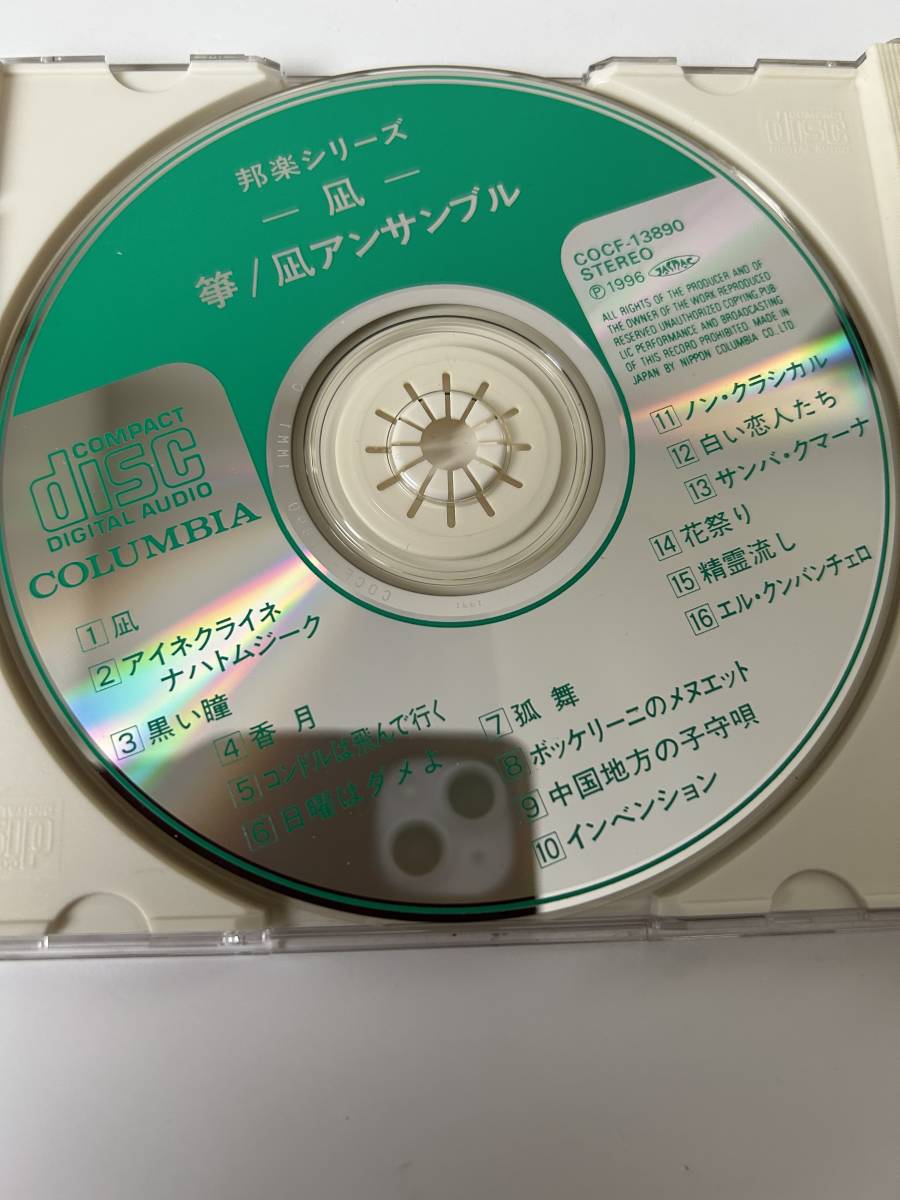 邦楽シリーズ
— 凪 —
箏/凪アンサンブル
COCF-13890
STEREO
Ⓟ1996 JASRAC
ALL RIGHTS OF THE PRODUCER AND OF
THE OWNER OF THE WORK REPRODUCED
RESERVED UNAUTHORIZED COPYING, PUB
LIC PERFORMANCE AND BROADCASTING
OF THIS RECORD PROHIBITED. MADE IN
JAPAN BY NIPPON COLUMBIA CO., LTD.
COMPACT
disc
DIGITAL AUDIO
COLUMBIA
1 凪
2 アイネクライネ
ナハトムジーク
3 黒い瞳
4 香月
5 コンドルは飛んで行く
6 日曜はダメよ
7 孤舞
8 ボッケリーニのメヌエット
9 中国地方の子守唄
10 インベンション
11 ノン・クラシカル
12 白い恋人たち
13 サンバ・クマーナ
14 花祭り
15 精霊流し
16 エル・クンバンチェロ
COMPACT
disc
DIGITAL AUDIO